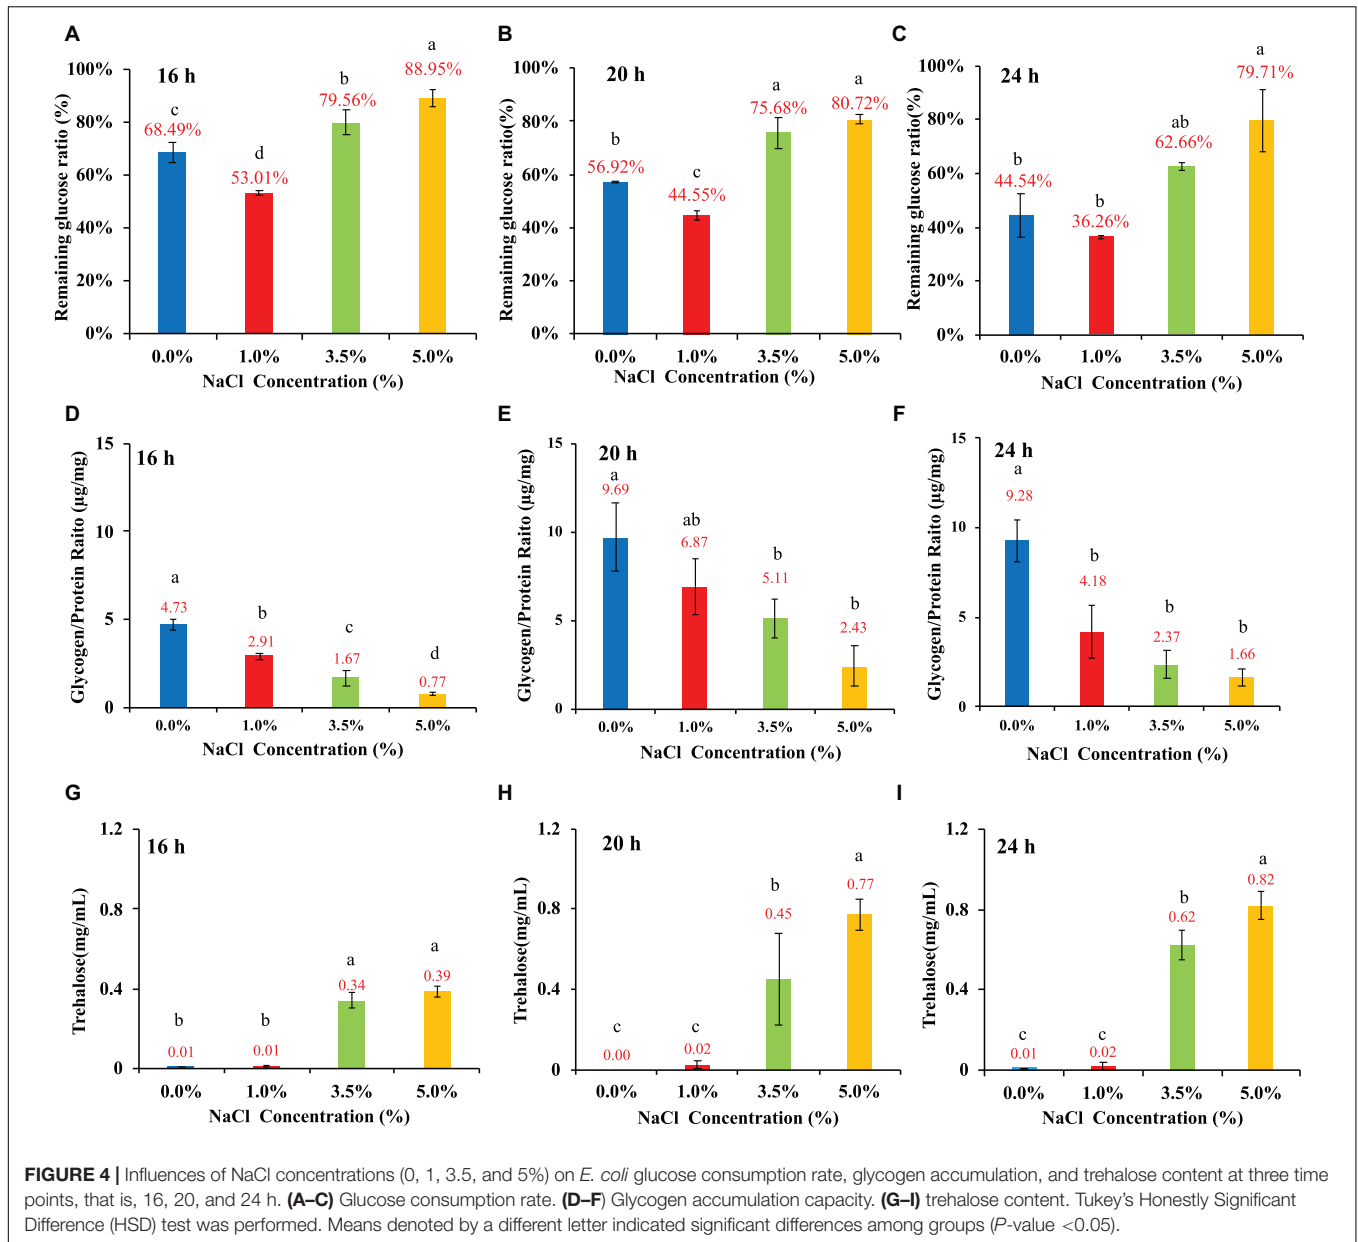 A
16 h
Remaining glucose ratio (%)
100%
80%
60%
40%
20%
0%
c
68.49%
d
53.01%
b
79.56%
a
88.95%
0.0% 1.0% 3.5% 5.0%
NaCl Concentration (%)
B
20 h
Remaining glucose ratio(%)
100%
80%
60%
40%
20%
0%
b
56.92%
c
44.55%
a
75.68%
a
80.72%
0.0% 1.0% 3.5% 5.0%
NaCl Concentration (%)
C
24 h
Remaining glucose ratio(%)
100%
80%
60%
40%
20%
0%
b
44.54%
b
36.26%
ab
62.66%
a
79.71%
0.0% 1.0% 3.5% 5.0%
NaCl Concentration (%)
D
16 h
Glycogen/Protein Raito (µg/mg)
15
10
5
0
a
4.73
b
2.91
c
1.67
d
0.77
0.0% 1.0% 3.5% 5.0%
NaCl Concentration (%)
E
20 h
Glycogen/Protein Raito (µg/mg)
15
10
5
0
a
9.69
ab
6.87
b
5.11
b
2.43
0.0% 1.0% 3.5% 5.0%
NaCl Concentration (%)
F
24 h
Glycogen/Protein Raito (µg/mg)
15
10
5
0
a
9.28
b
4.18
b
2.37
b
1.66
0.0% 1.0% 3.5% 5.0%
NaCl Concentration (%)
G
16 h
Trehalose(mg/mL)
1.2
0.8
0.4
0
b
0.01
b
0.01
a
0.34
a
0.39
0.0% 1.0% 3.5% 5.0%
NaCl Concentration (%)
H
20 h
Trehalose(mg/mL)
1.2
0.8
0.4
0
c
0.00
c
0.02
b
0.45
a
0.77
0.0% 1.0% 3.5% 5.0%
NaCl Concentration (%)
I
24 h
Trehalose(mg/mL)
1.2
0.8
0.4
0
c
0.01
c
0.02
b
0.62
a
0.82
0.0% 1.0% 3.5% 5.0%
NaCl Concentration (%)
FIGURE 4 | Influences of NaCl concentrations (0, 1, 3.5, and 5%) on E. coli glucose consumption rate, glycogen accumulation, and trehalose content at three time
points, that is, 16, 20, and 24 h. (A–C) Glucose consumption rate. (D–F) Glycogen accumulation capacity. (G–I) trehalose content. Tukey's Honestly Significant
Difference (HSD) test was performed. Means denoted by a different letter indicated significant differences among groups (P-value <0.05).